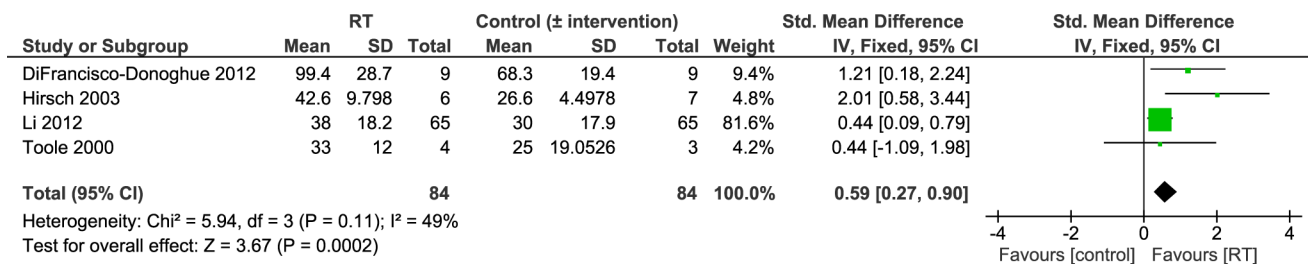 RT Control (± intervention) Std. Mean Difference Std. Mean Difference
Study or Subgroup Mean SD Total Mean SD Total Weight IV, Fixed, 95% CI IV, Fixed, 95% CI
DiFrancisco-Donoghue 2012 99.4 28.7 9 68.3 19.4 9 9.4% 1.21 [0.18, 2.24]
Hirsch 2003 42.6 9.798 6 26.6 4.4978 7 4.8% 2.01 [0.58, 3.44]
Li 2012 38 18.2 65 30 17.9 65 81.6% 0.44 [0.09, 0.79]
Toole 2000 33 12 4 25 19.0526 3 4.2% 0.44 [-1.09, 1.98]
Total (95% CI) 84 84 100.0% 0.59 [0.27, 0.90]
Heterogeneity: Chi² = 5.94, df = 3 (P = 0.11); I² = 49%
Test for overall effect: Z = 3.67 (P = 0.0002)
-4 -2 0 2 4
Favours [control] Favours [RT]